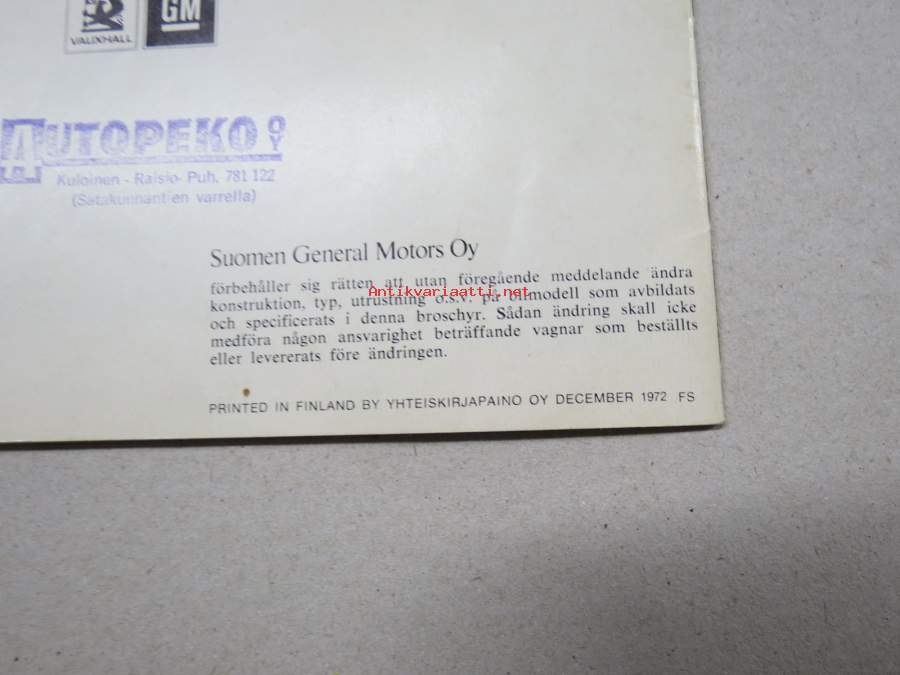 VAUXHALL
GM
AUTOPEKO OY
Kuloinen - Raisio- Puh. 781 122
(Satakunnantien varrella)
Suomen General Motors Oy
förbehåller sig rätten att utan föregående meddelande ändra
konstruktion, typ, utrustning o.s.v. på bilmodell som avbildats
och specificerats i denna broschyr. Sådan ändring skall icke
medföra någon ansvarighet beträffande vagnar som beställts
eller levererats före ändringen.
Antikvariaatti.net
PRINTED IN FINLAND BY YHTEISKIRJAPAINO OY DECEMBER 1972 FS